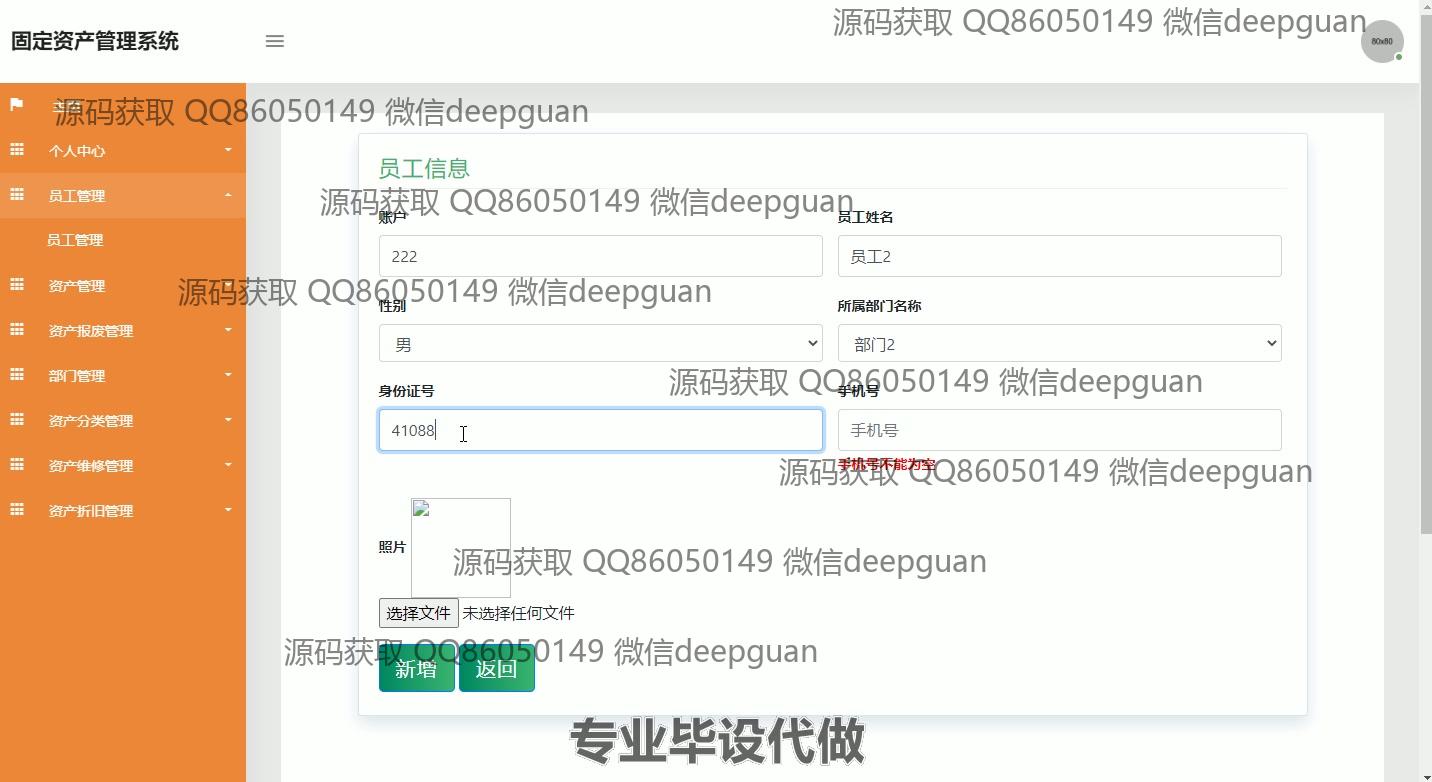 源码获取 QQ86050149 微信deepguan
固定资产管理系统
80x80
源码获取 QQ86050149 微信deepguan
个人中心
员工信息
员工管理
源码获取 QQ86050149 微信deepguan
账户
员工姓名
员工管理
222
员工2
资产管理
源码获取 QQ86050149 微信deepguan
性别
所属部门名称
资产报废管理
男
部门2
部门管理
源码获取 QQ86050149 微信deepguan
身份证号
手机号
资产分类管理
41088
手机号
资产维修管理
手机号不能为空
源码获取 QQ86050149 微信deepguan
资产折旧管理
照片
源码获取 QQ86050149 微信deepguan
选择文件 未选择任何文件
源码获取 QQ86050149 微信deepguan
新增
返回
专业毕设代做